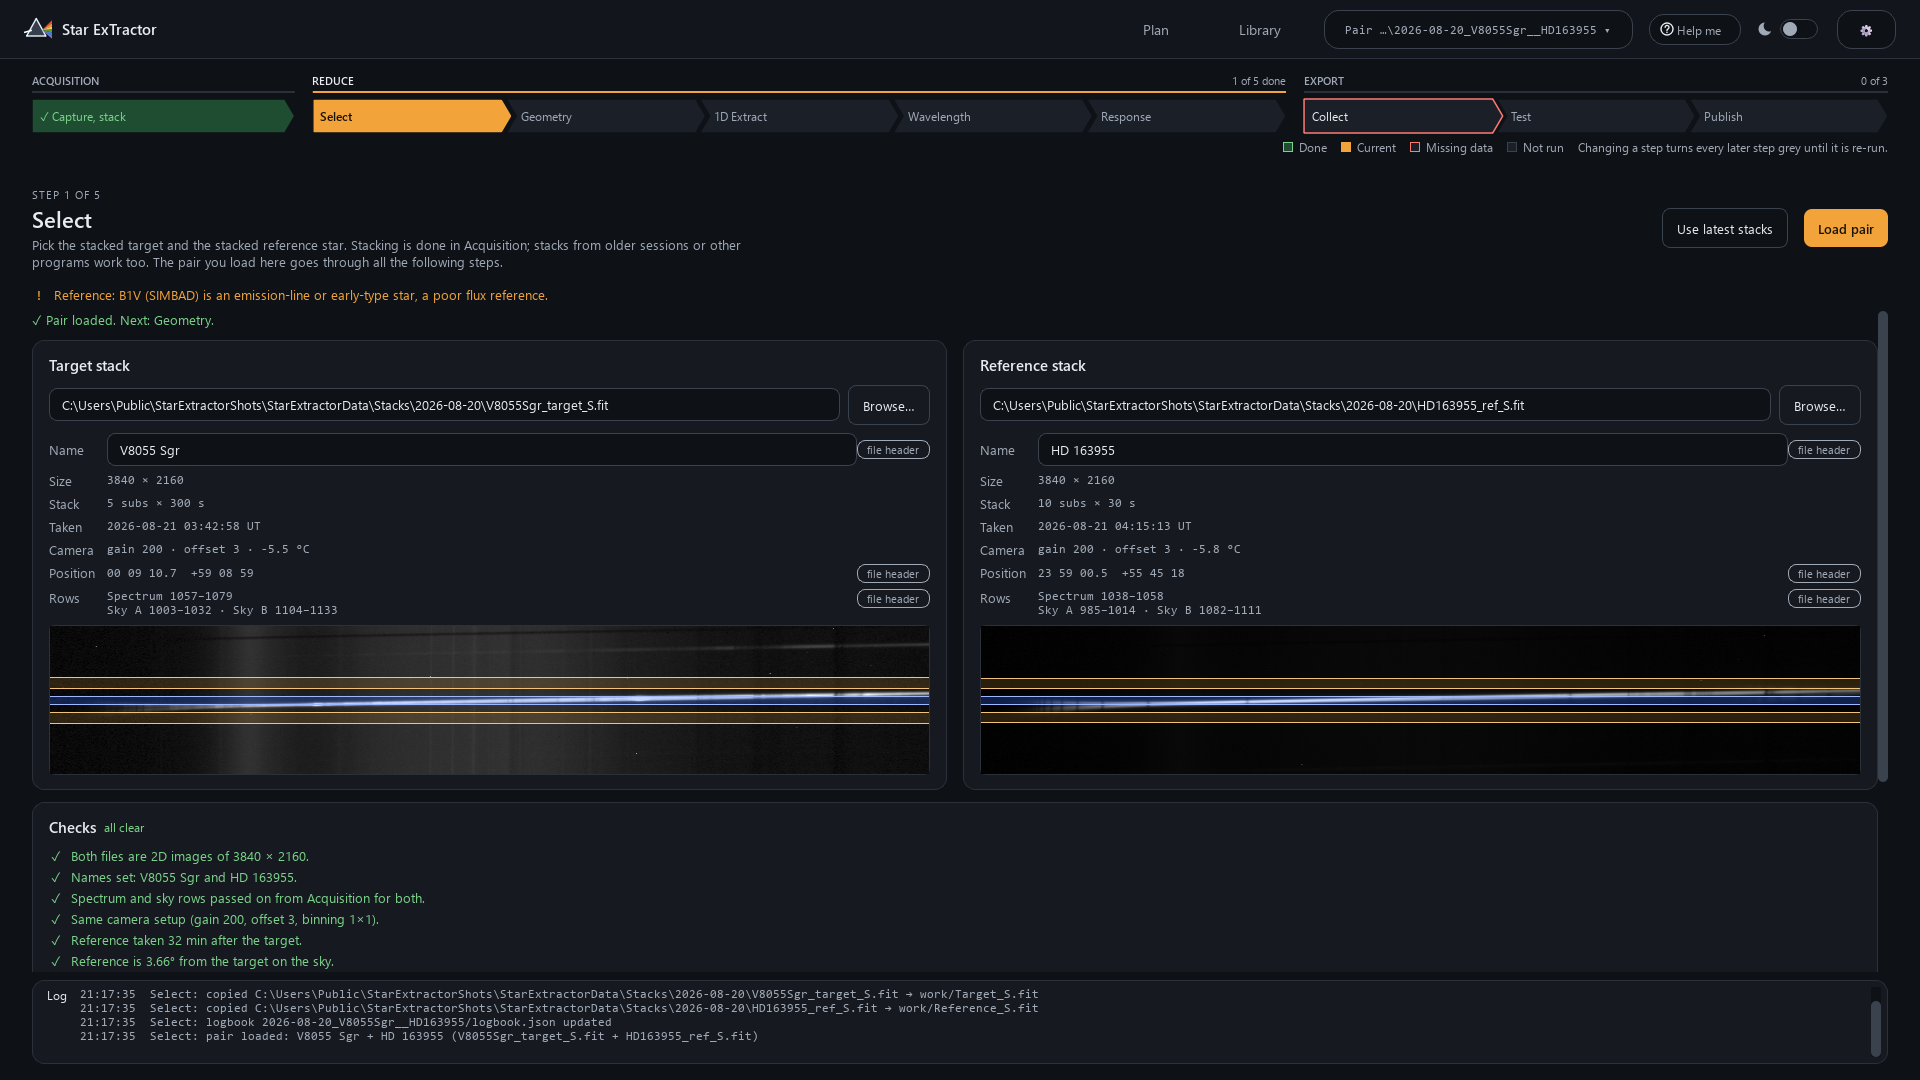 Star ExTractor
Plan
Library
Pair …\2026-08-20_V8055Sgr__HD163955 ▾
? Help me
ACQUISITION
REDUCE
1 of 5 done
EXPORT
0 of 3
✓ Capture, stack
Select
Geometry
1D Extract
Wavelength
Response
Collect
Test
Publish
Done
Current
Missing data
Not run
Changing a step turns every later step grey until it is re-run.
STEP 1 OF 5
Select
Pick the stacked target and the stacked reference star. Stacking is done in Acquisition; stacks from older sessions or other
programs work too. The pair you load here goes through all the following steps.
Use latest stacks
Load pair
! Reference: B1V (SIMBAD) is an emission-line or early-type star, a poor flux reference.
✓ Pair loaded. Next: Geometry.
Target stack
C:\Users\Public\StarExtractorShots\StarExtractorData\Stacks\2026-08-20\V8055Sgr_target_S.fit
Browse...
Name
V8055 Sgr
file header
Size
3840 × 2160
Stack
5 subs × 300 s
Taken
2026-08-21 03:42:58 UT
Camera
gain 200 · offset 3 · -5.5 °C
Position
00 09 10.7 +59 08 59
file header
Rows
Spectrum 1057–1079
Sky A 1003–1032 · Sky B 1104–1133
file header
Reference stack
C:\Users\Public\StarExtractorShots\StarExtractorData\Stacks\2026-08-20\HD163955_ref_S.fit
Browse...
Name
HD 163955
file header
Size
3840 × 2160
Stack
10 subs × 30 s
Taken
2026-08-21 04:15:13 UT
Camera
gain 200 · offset 3 · -5.8 °C
Position
23 59 00.5 +55 45 18
file header
Rows
Spectrum 1038–1058
Sky A 985–1014 · Sky B 1082–1111
file header
Checks all clear
✓ Both files are 2D images of 3840 × 2160.
✓ Names set: V8055 Sgr and HD 163955.
✓ Spectrum and sky rows passed on from Acquisition for both.
✓ Same camera setup (gain 200, offset 3, binning 1×1).
✓ Reference taken 32 min after the target.
✓ Reference is 3.66° from the target on the sky.
Log
21:17:35 Select: copied C:\Users\Public\StarExtractorShots\StarExtractorData\Stacks\2026-08-20\V8055Sgr_target_S.fit → work/Target_S.fit
21:17:35 Select: copied C:\Users\Public\StarExtractorShots\StarExtractorData\Stacks\2026-08-20\HD163955_ref_S.fit → work/Reference_S.fit
21:17:35 Select: logbook 2026-08-20_V8055Sgr__HD163955/logbook.json updated
21:17:35 Select: pair loaded: V8055 Sgr + HD 163955 (V8055Sgr_target_S.fit + HD163955_ref_S.fit)